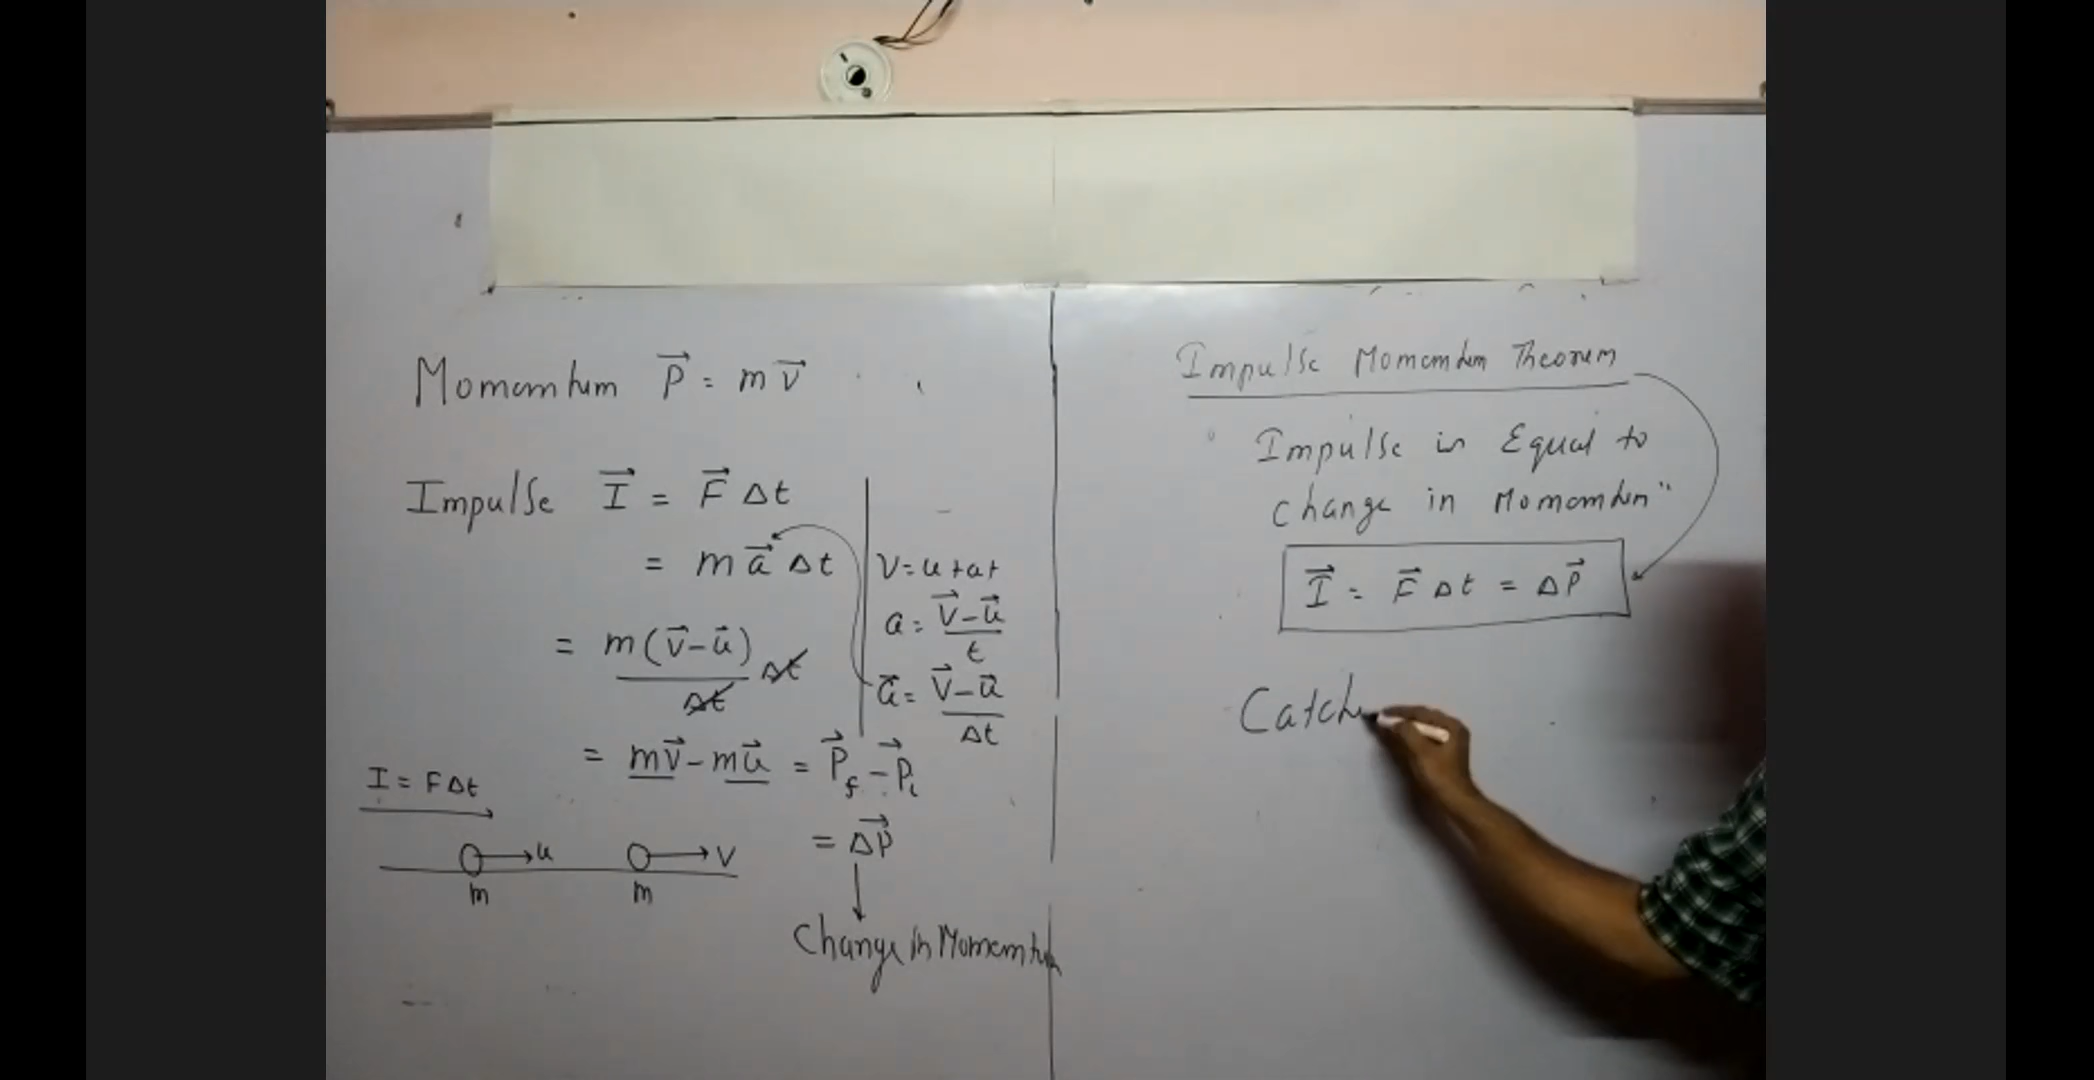 Momentum P⃗ = m v⃗
Impulse I⃗ = F⃗ Δt
= m a⃗ Δt
= m(v⃗-u⃗)/Δt Δt
= mv⃗-mu⃗ = P⃗f - P⃗i
= ΔP⃗
Change in Momentum
V=u+at
a= V⃗-u⃗/t
a⃗= V⃗-u⃗/Δt
I = FΔt
u
V
m
m
Impulse Momentum Theorem
" Impulse is Equal to
change in Momentum"
I⃗ = F⃗ Δt = ΔP⃗
Catch